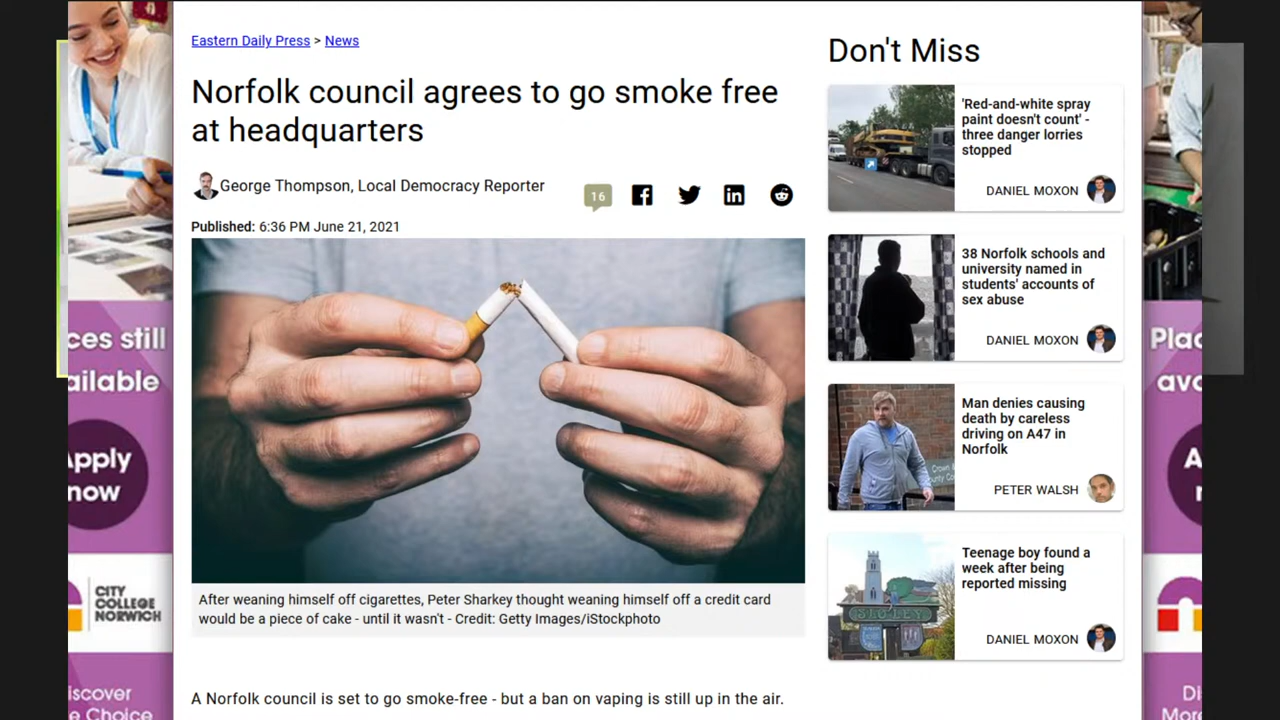 Eastern Daily Press > News
Norfolk council agrees to go smoke free
at headquarters
George Thompson, Local Democracy Reporter
16
Published: 6:36 PM June 21, 2021
After weaning himself off cigarettes, Peter Sharkey thought weaning himself off a credit card
would be a piece of cake - until it wasn't - Credit: Getty Images/iStockphoto
A Norfolk council is set to go smoke-free - but a ban on vaping is still up in the air.
Don't Miss
'Red-and-white spray
paint doesn't count' -
three danger lorries
stopped
DANIEL MOXON
38 Norfolk schools and
university named in
students' accounts of
sex abuse
DANIEL MOXON
Man denies causing
death by careless
driving on A47 in
Norfolk
PETER WALSH
Teenage boy found a
week after being
reported missing
DANIEL MOXON
ces still
ailable
Apply
now
CITY
COLLEGE
NORWICH
iscover
e Choice
Plac
ava
A
n
Di
Mor